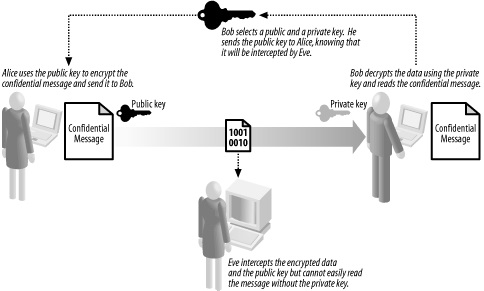 Bob selects a public and a private key.  He
sends the public key to Alice, knowing that
it will be intercepted by Eve.
Alice uses the public key to encrypt the
confidential message and send it to Bob.
Bob decrypts the data using the private
key and reads the confidential message.
Public key
Private key
Confidential
Message
1001
0010
Confidential
Message
Eve intercepts the encrypted data
and the public key but cannot easily read
the message without the private key.